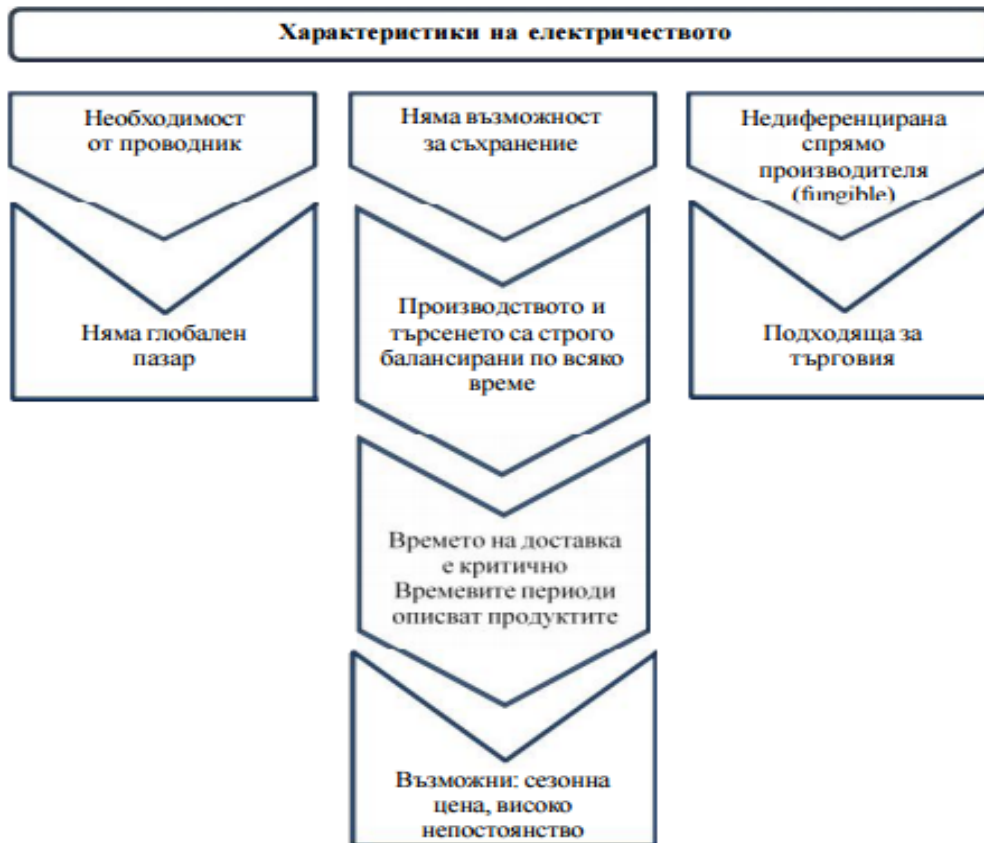 Характеристики на електричеството
Необходимост
от проводник
Няма глобален
пазар
Няма възможност
за съхранение
Производството и
търсенето са строго
балансирани по всяко
време
Времето на доставка
е критично
Времевите периоди
описват продуктите
Възможни: сезонна
цена, високо
непостоянство
Недиференцирана
спрямо
производителя
(fungible)
Подходяща за
търговия